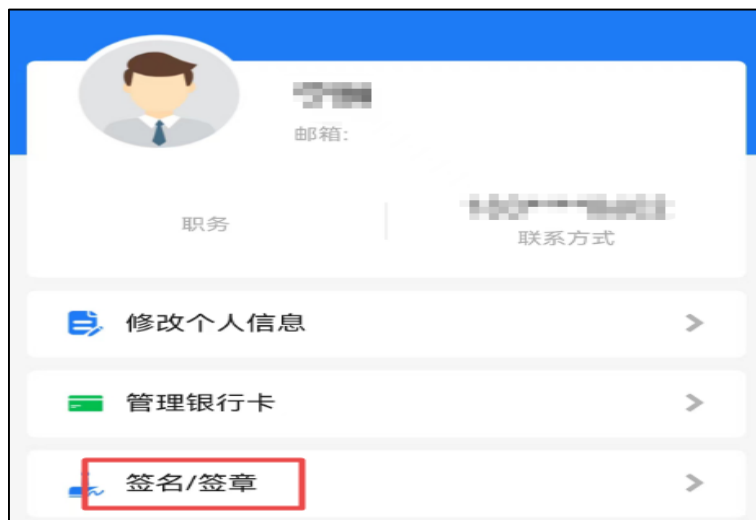 邮箱:
职务
联系方式
修改个人信息
管理银行卡
签名/签章